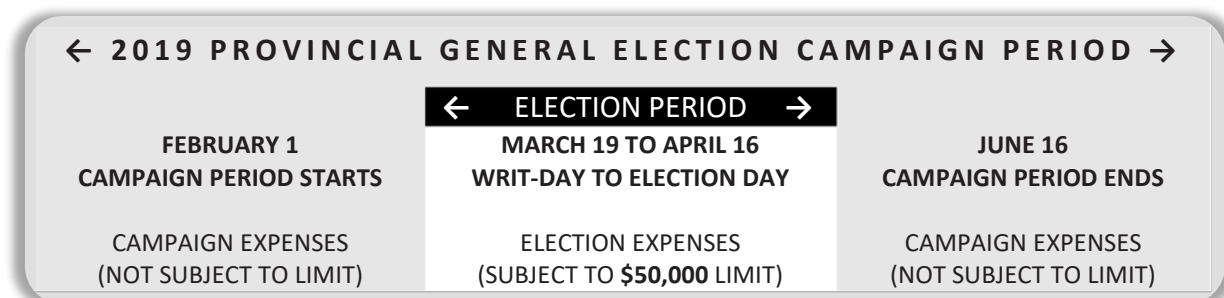 ← 2019 PROVINCIAL GENERAL ELECTION CAMPAIGN PERIOD →
← ELECTION PERIOD →
FEBRUARY 1
CAMPAIGN PERIOD STARTS
CAMPAIGN EXPENSES
(NOT SUBJECT TO LIMIT)
MARCH 19 TO APRIL 16
WRIT-DAY TO ELECTION DAY
ELECTION EXPENSES
(SUBJECT TO $50,000 LIMIT)
JUNE 16
CAMPAIGN PERIOD ENDS
CAMPAIGN EXPENSES
(NOT SUBJECT TO LIMIT)